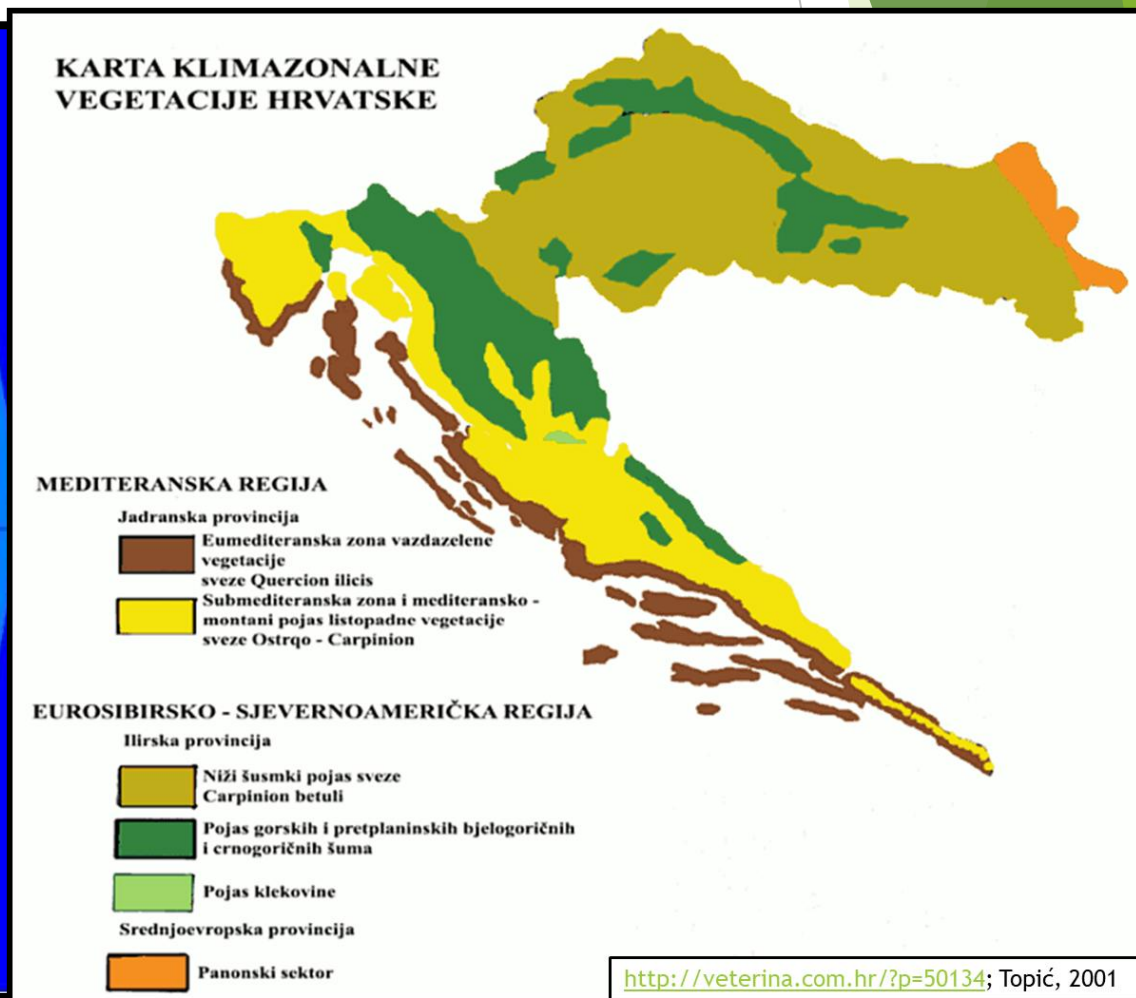 KARTA KLIMAZONALNE
VEGETACIJE HRVATSKE
MEDITERANSKA REGIJA
Jadranska provincija
Eumediteranska zona vazdazelene
vegetacije
sveze Quercion ilicis
Submediteranska zona i mediteransko -
montani pojas listopadne vegetacije
sveze Ostrqo - Carpinion
EUROSIBIRSKO - SJEVERNOAMERIČKA REGIJA
Ilirska provincija
Niži šusmki pojas sveze
Carpinion betuli
Pojas gorskih i pretplaninskih bjelogoričnih
i crnogoričnih šuma
Pojas klekovine
Srednjoevropska provincija
Panonski sektor
http://veterina.com.hr/?p=50134; Topić, 2001